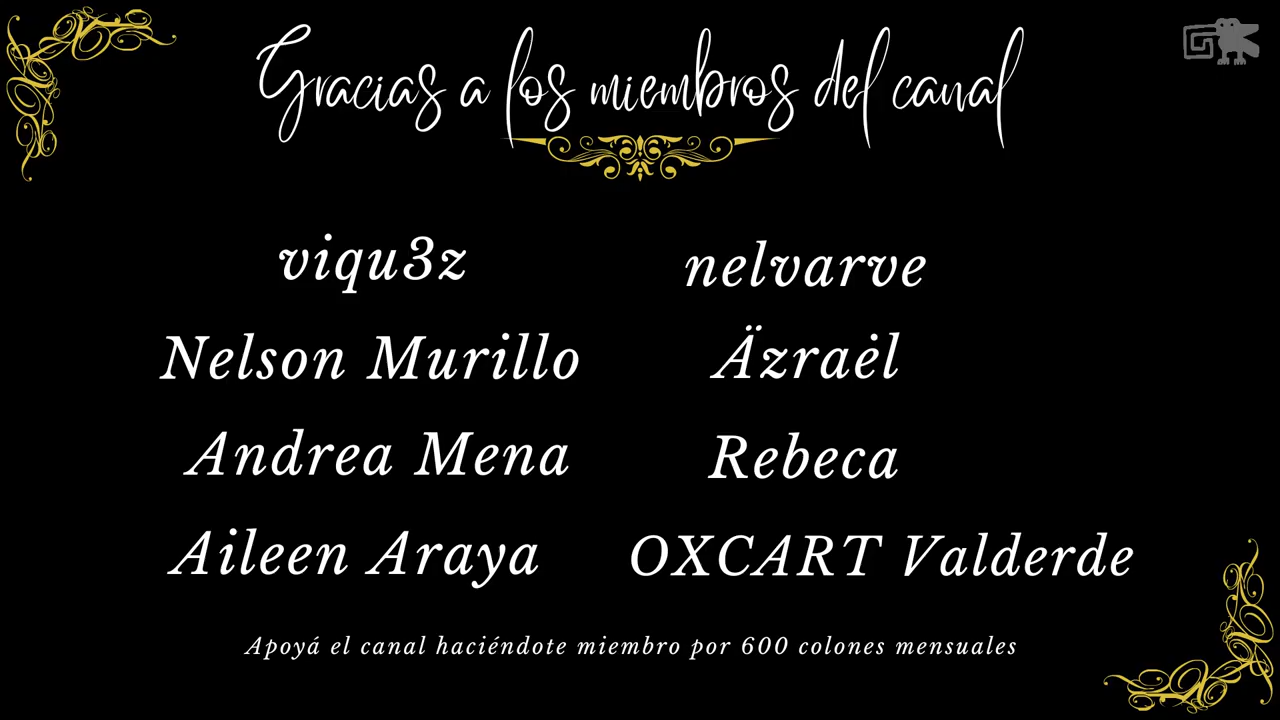 Gracias a los miembros del canal
viqu3z
nelvarve
Nelson Murillo
Äzraėl
Andrea Mena
Rebeca
Aileen Araya
OXCART Valderde
Apoyá el canal haciéndote miembro por 600 colones mensuales